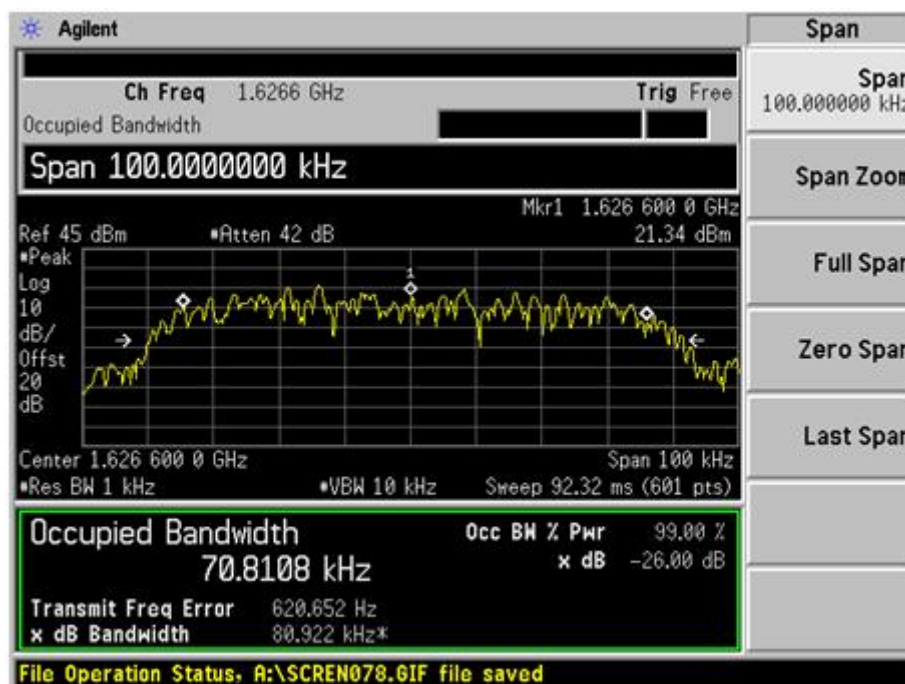 Agilent
Span
Ch Freq 1.6266 GHz
Trig Free
Occupied Bandwidth
Span 100.0000000 kHz
Mkr1 1.626 600 0 GHz
Ref 45 dBm
*Atten 42 dB
21.34 dBm
*Peak
Log
10
dB/
Offst
20
dB
1
Center 1.626 600 0 GHz
Span 100 kHz
*Res BW 1 kHz
*VBW 10 kHz
Sweep 92.32 ms (601 pts)
Occupied Bandwidth
70.8108 kHz
Occ BW % Pwr 99.00 %
x dB -26.00 dB
Transmit Freq Error 620.652 Hz
x dB Bandwidth 80.922 kHz*
File Operation Status, A:\SCREN078.GIF file saved
Span
100.000000 kHz
Span Zoom
Full Span
Zero Span
Last Span